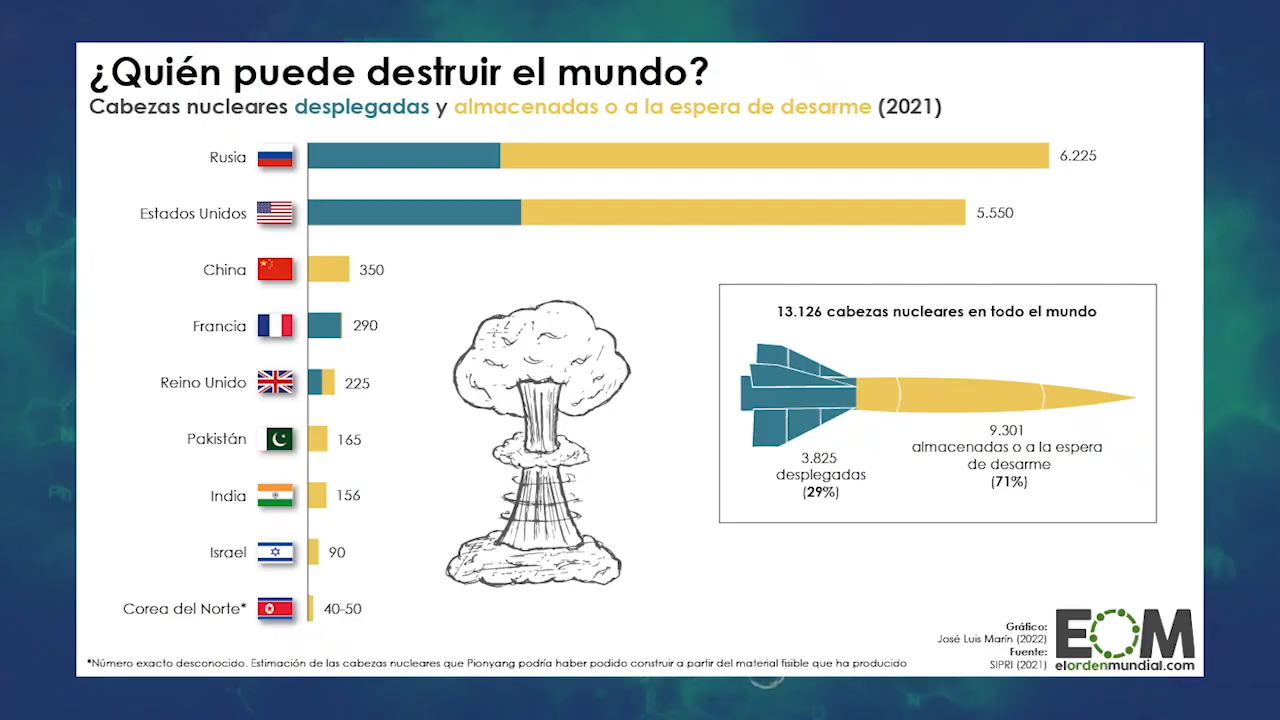 ¿Quién puede destruir el mundo?
Cabezas nucleares desplegadas y almacenadas o a la espera de desarme (2021)
Rusia 6.225
Estados Unidos 5.550
China 350
Francia 290
Reino Unido 225
Pakistán 165
India 156
Israel 90
Corea del Norte* 40-50
13.126 cabezas nucleares en todo el mundo
3.825
desplegadas
(29%)
9.301
almacenadas o a la espera
de desarme
(71%)
*Número exacto desconocido. Estimación de las cabezas nucleares que Pionyang podría haber podido construir a partir del material fisible que ha producido
Gráfico:
José Luis Marín (2022)
Fuente:
SIPRI (2021)
EOM
elordenmundial.com